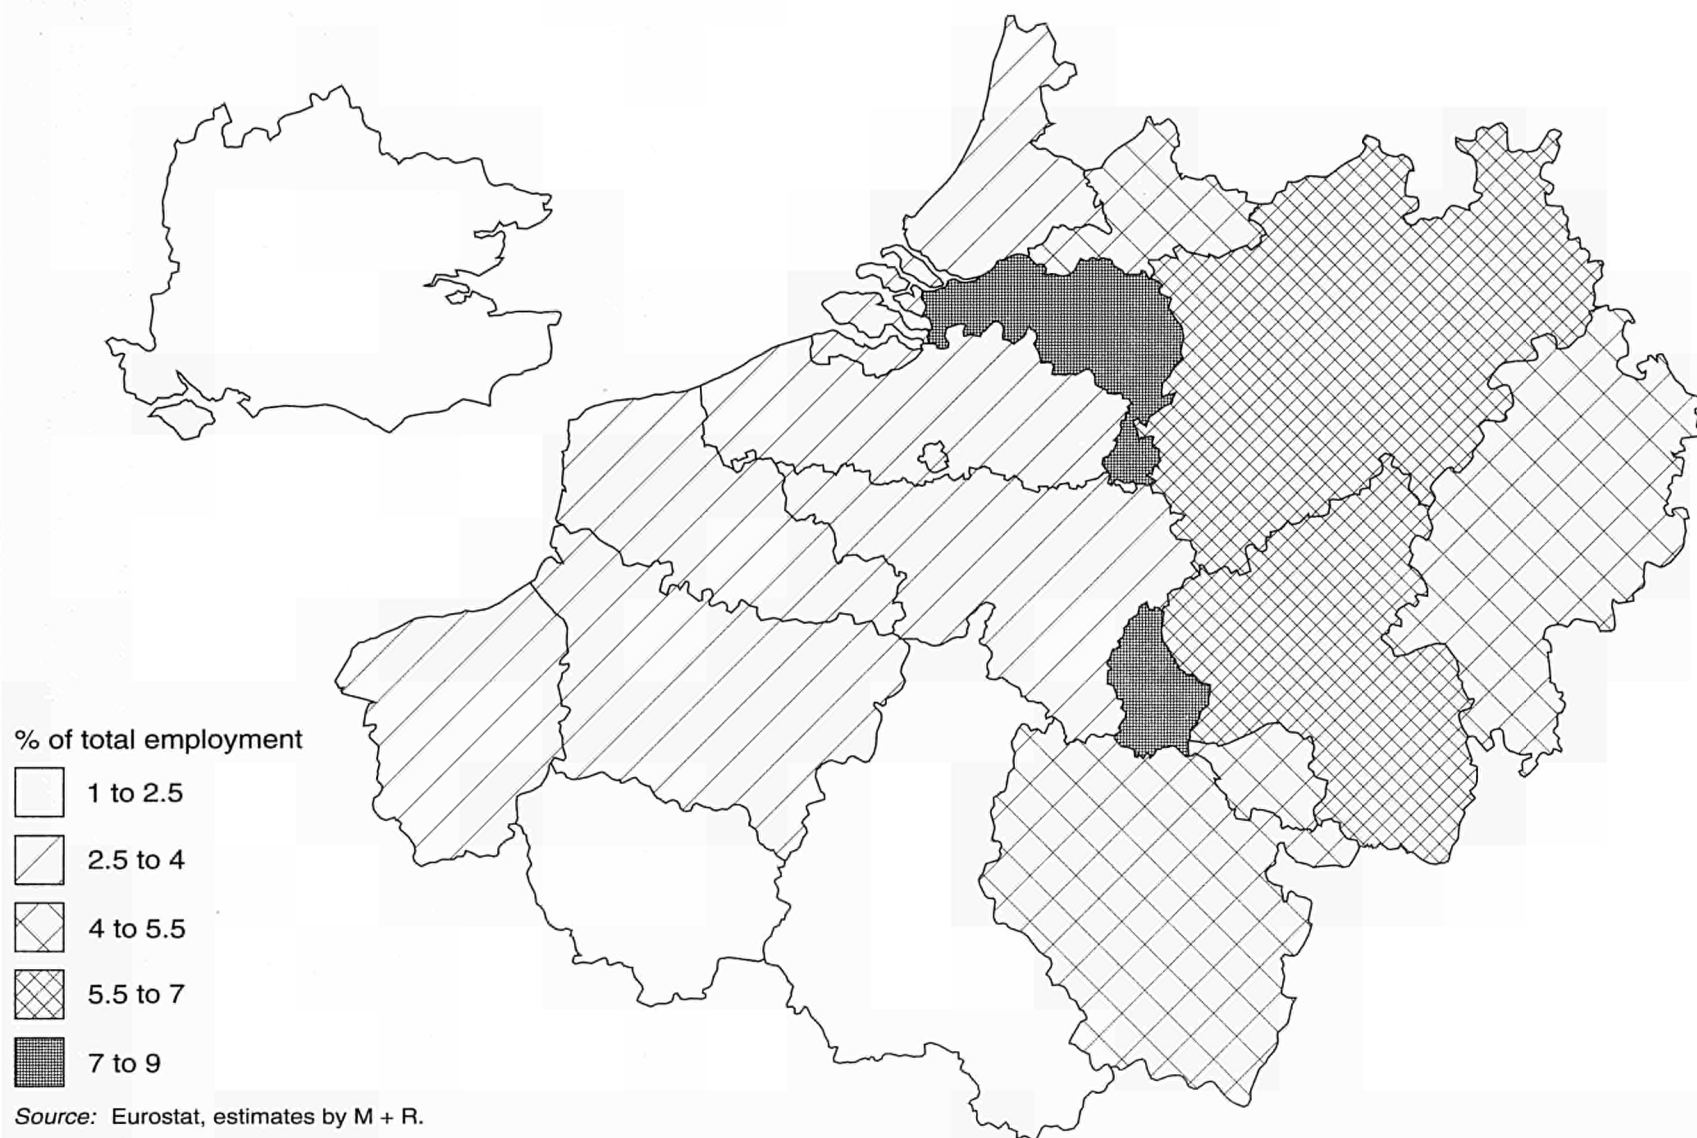 % of total employment
1 to 2.5
2.5 to 4
4 to 5.5
5.5 to 7
7 to 9
Source: Eurostat, estimates by M + R.